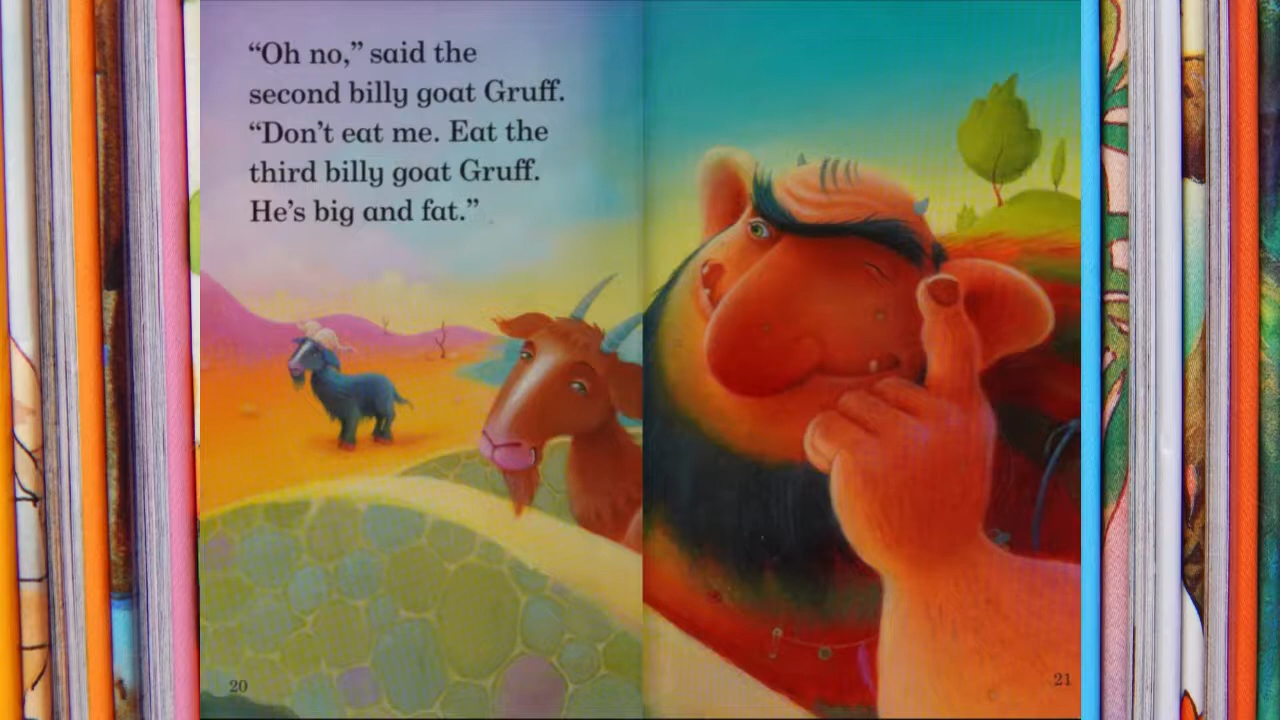 “Oh no,” said the
second billy goat Gruff.
“Don’t eat me. Eat the
third billy goat Gruff.
He’s big and fat.”
20
21